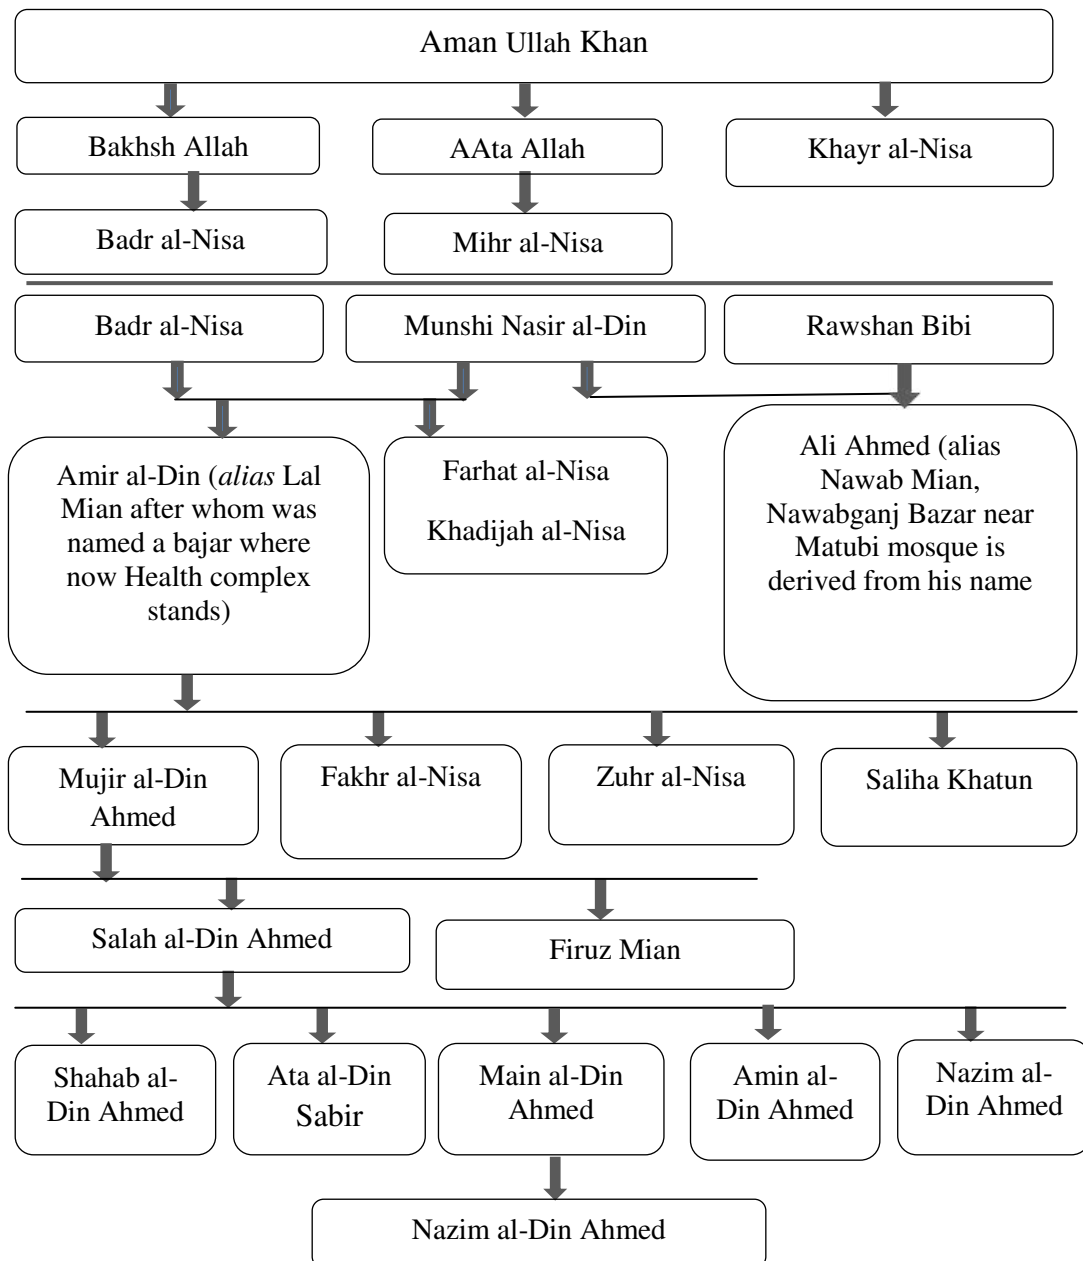 Aman Ullah Khan
Bakhsh Allah
AAta Allah
Khayr al-Nisa
Badr al-Nisa
Mihr al-Nisa
Badr al-Nisa
Munshi Nasir al-Din
Rawshan Bibi
Amir al-Din (alias Lal
Mian after whom was
named a bajar where
now Health complex
stands)
Farhat al-Nisa
Khadijah al-Nisa
Ali Ahmed (alias
Nawab Mian,
Nawabganj Bazar near
Matubi mosque is
derived from his name
Mujir al-Din
Ahmed
Fakhr al-Nisa
Zuhr al-Nisa
Saliha Khatun
Salah al-Din Ahmed
Firuz Mian
Shahab al-
Din Ahmed
Ata al-Din
Sabir
Main al-Din
Ahmed
Amin al-
Din Ahmed
Nazim al-
Din Ahmed
Nazim al-Din Ahmed